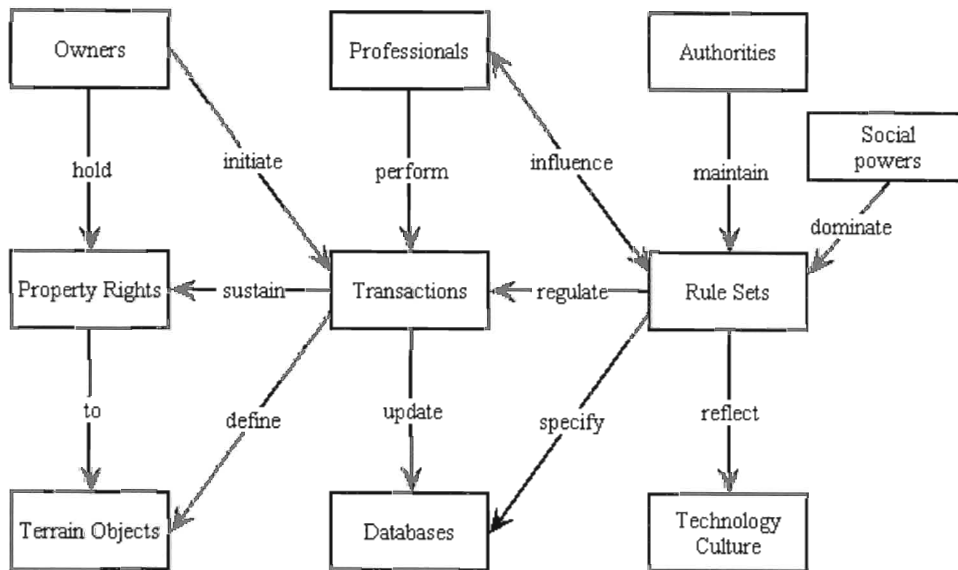 Owners
Professionals
Authorities
Social
powers
hold
initiate
perform
influence
maintain
dominate
Property Rights
sustain
Transactions
regulate
Rule Sets
to
define
update
specify
reflect
Terrain Objects
Databases
Technology
Culture